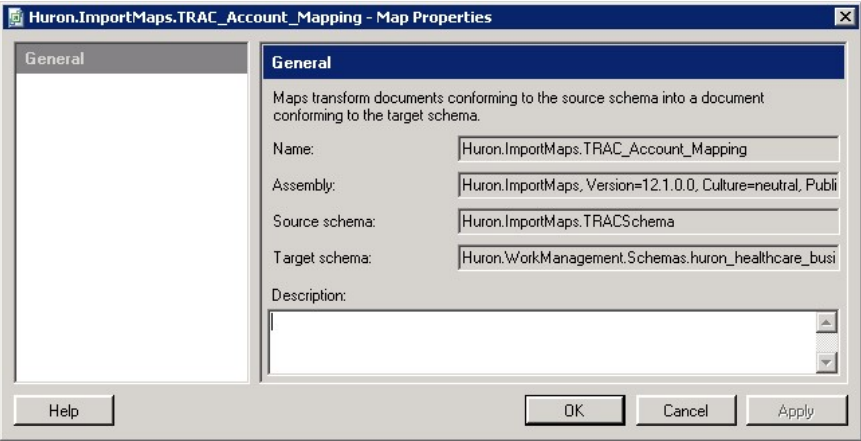 Huron.ImportMaps.TRAC_Account_Mapping - Map Properties
General
General
Maps transform documents conforming to the source schema into a document
conforming to the target schema.
Name: Huron.ImportMaps.TRAC_Account_Mapping
Assembly: Huron.ImportMaps, Version=12.1.0.0, Culture=neutral, Publi
Source schema: Huron.ImportMaps.TRACSchema
Target schema: Huron.WorkManagement.Schemas.huron_healthcare_busi
Description:
Help OK Cancel Apply